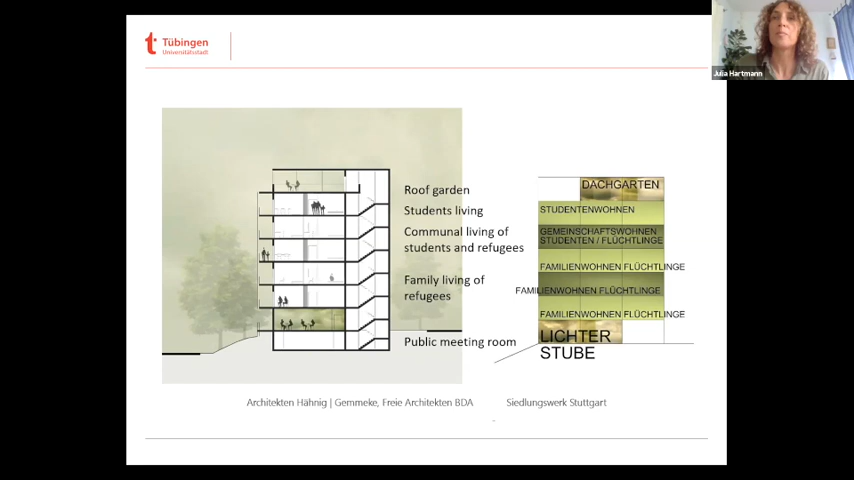 Tübingen
Universitätsstadt
Julia Hartmann
Roof garden
Students living
Communal living of
students and refugees
Family living of
refugees
Public meeting room
DACHGARTEN
STUDENTENWOHNEN
GEMEINSCHAFTSWOHNEN
STUDENTEN / FLÜCHTLINGE
FAMILIENWOHNEN FLÜCHTLINGE
FAMILIENWOHNEN FLÜCHTLINGE
FAMILIENWOHNEN FLÜCHTLINGE
LICHTER
STUBE
Architekten Hähnig | Gemmeke, Freie Architekten BDA
Siedlungswerk Stuttgart